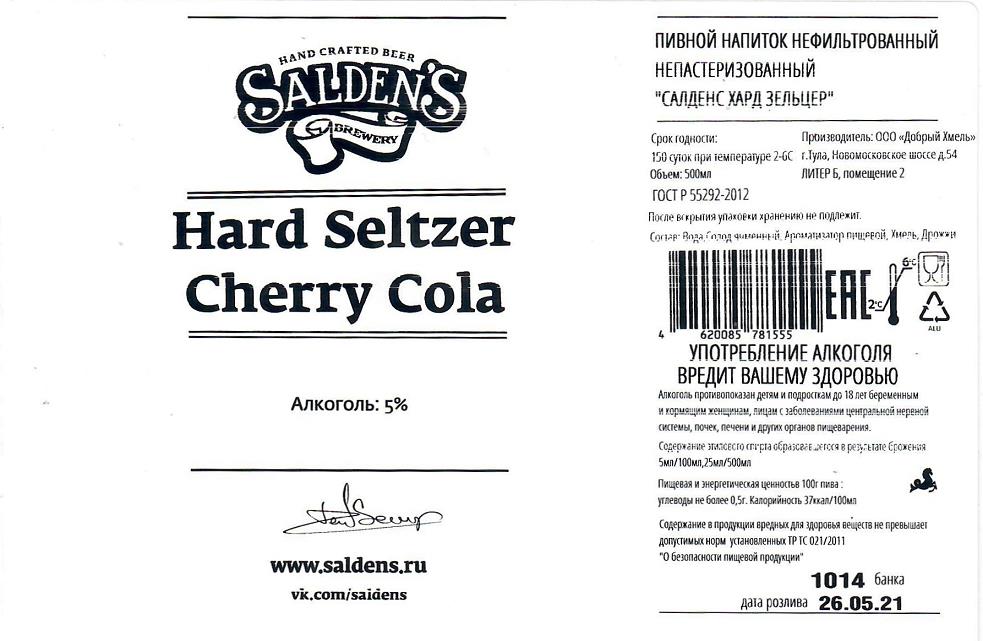 HAND CRAFTED BEER
SALDEN'S
BREWERY
Hard Seltzer
Cherry Cola
Алкоголь: 5%
www.saldens.ru
vk.com/saidens
ПИВНОЙ НАПИТОК НЕФИЛЬТРОВАННЫЙ
НЕПАСТЕРИЗОВАННЫЙ
"САЛДЕНС ХАРД ЗЕЛЬЦЕР"
Срок годности:
150 суток при температуре 2-6С
Объем: 500мл
Производитель: ООО «Добрый Хмель»
г.Тула, Новомосковское шоссе д.54
ЛИТЕР Б, помещение 2
ГОСТ Р 55292-2012
После вскрытия упаковки хранению не подлежит.
Состав: Вода,Солод ячменный, Ароматизатор пищевой, Хмель, Дрожжи
4 620085 781555
EAC
6°C
2°C
ALU
УПОТРЕБЛЕНИЕ АЛКОГОЛЯ
ВРЕДИТ ВАШЕМУ ЗДОРОВЬЮ
Алкоголь противопоказан детям и подросткам до 18 лет беременным
и кормящим женщинам, лицам с заболеваниями центральной нервной
системы, почек, печени и других органов пищеварения.
Содержание этилового спирта образовавшегося в результате брожения
5мл/100мл,25мл/500мл
Пищевая и энергетическая ценностьв 100г пива :
углеводы не более 0,5г. Калорийность 37ккал/100мл
Содержание в продукции вредных для здоровья веществ не превышает
допустимых норм установленных ТР ТС 021/2011
"О безопасности пищевой продукции"
1014 банка
дата розлива 26.05.21